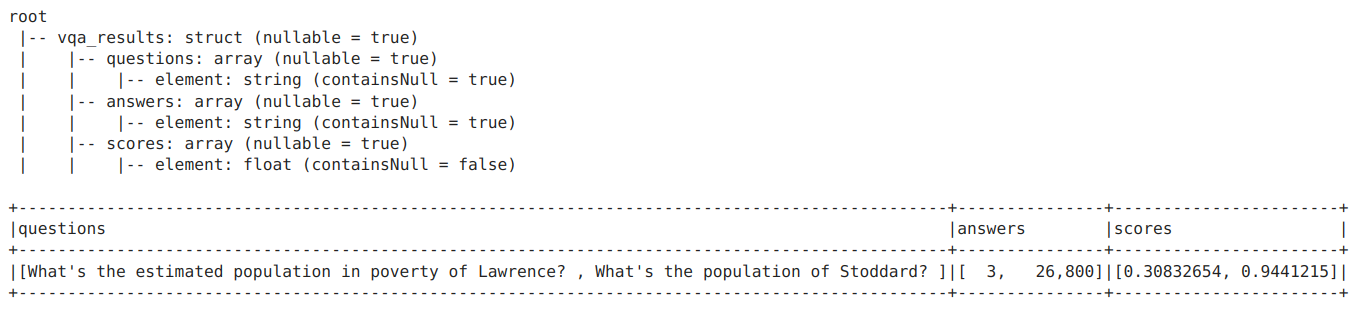 root
 |-- vqa_results: struct (nullable = true)
 |    |-- questions: array (nullable = true)
 |    |    |-- element: string (containsNull = true)
 |    |-- answers: array (nullable = true)
 |    |    |-- element: string (containsNull = true)
 |    |-- scores: array (nullable = true)
 |    |    |-- element: float (containsNull = false)

+---------------------------------------------------------------------------------------------+---------------+-----------------------+
|questions                                                                                    |answers        |scores                 |
+---------------------------------------------------------------------------------------------+---------------+-----------------------+
|[What's the estimated population in poverty of Lawrence? , What's the population of Stoddard? ]|[  3,   26,800]|[0.30832654, 0.9441215]|
+---------------------------------------------------------------------------------------------+---------------+-----------------------+